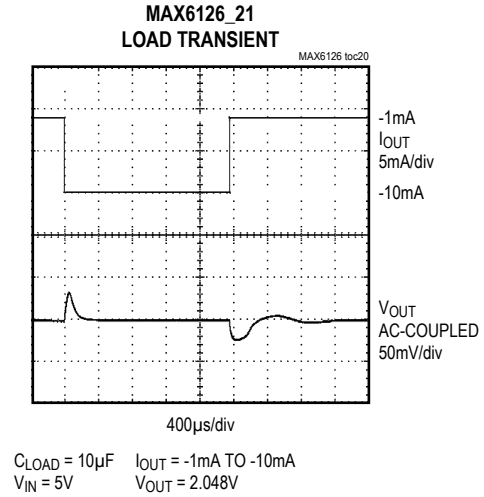 MAX6126_21
LOAD TRANSIENT
MAX6126 toc20
-1mA
IOUT
5mA/div
-10mA
VOUT
AC-COUPLED
50mV/div
400µs/div
CLOAD = 10µF IOUT = -1mA TO -10mA
VIN = 5V VOUT = 2.048V